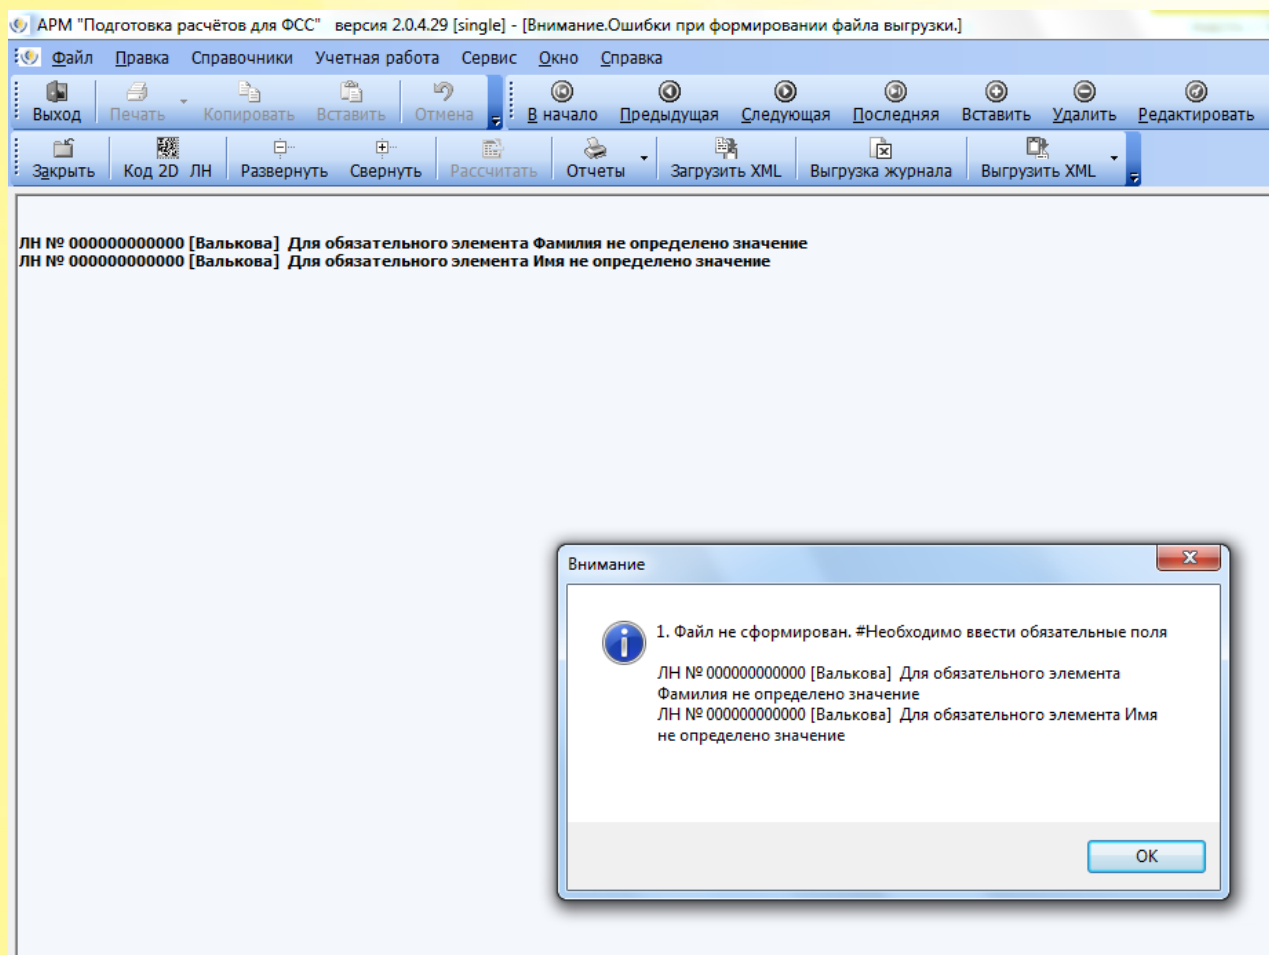 АРМ "Подготовка расчётов для ФСС" версия 2.0.4.29 [single] - [Внимание.Ошибки при формировании файла выгрузки.]
Файл Правка Справочники Учетная работа Сервис Окно Справка
Выход Печать Копировать Вставить Отмена В начало Предыдущая Следующая Последняя Вставить Удалить Редактировать
Закрыть Код 2D ЛН Развернуть Свернуть Рассчитать Отчеты Загрузить XML Выгрузка журнала Выгрузить XML
ЛН № 000000000000 [Валькова] Для обязательного элемента Фамилия не определено значение
ЛН № 000000000000 [Валькова] Для обязательного элемента Имя не определено значение
Внимание
1. Файл не сформирован. #Необходимо ввести обязательные поля
ЛН № 000000000000 [Валькова] Для обязательного элемента
Фамилия не определено значение
ЛН № 000000000000 [Валькова] Для обязательного элемента Имя
не определено значение
OK